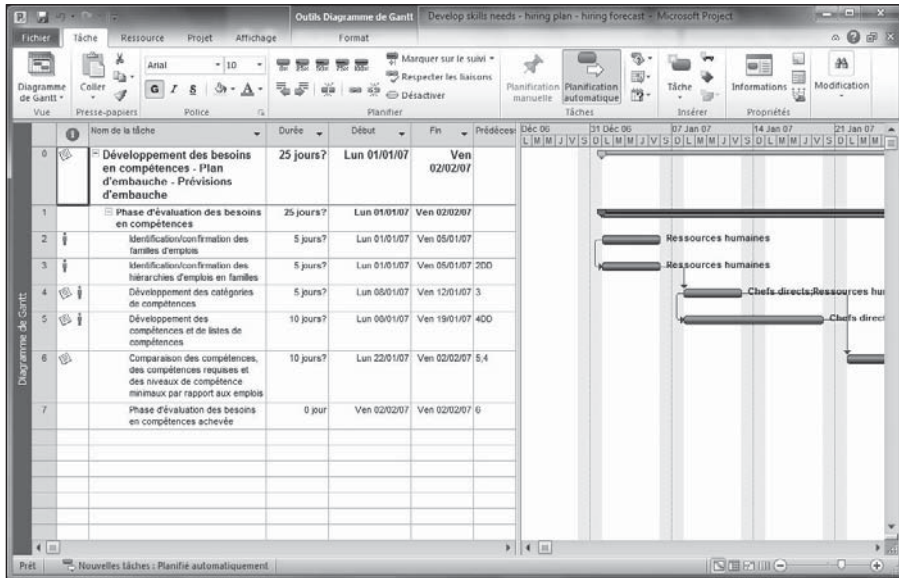 Outils Diagramme de Gantt
Develop skills needs - hiring plan - hiring forecast - Microsoft Project
Fichier Tâche Ressource Projet Affichage Format
Diagramme de Gantt
Vue
Coller
Presse-papiers
Arial 10
G I S
Police
0% 25% 50% 75% 100%
Marquer sur le suivi
Respecter les liaisons
Désactiver
Planifier
Planification manuelle
Planification automatique
Tâches
Tâche
Insérer
Informations
Propriétés
Modification
Nom de la tâche Durée Début Fin Prédécess
Déc 06 31 Déc 06 07 Jan 07 14 Jan 07 21 Jan 07
L M M J V S D L M M J V S D L M M J V S D L M M J V S D L M M
0 Développement des besoins 25 jours? Lun 01/01/07 Ven
en compétences - Plan 02/02/07
d'embauche - Prévisions
d'embauche
1 Phase d'évaluation des besoins 25 jours? Lun 01/01/07 Ven 02/02/07
en compétences
2 Identification/confirmation des 5 jours? Lun 01/01/07 Ven 05/01/07 Ressources humaines
familles d'emplois
3 Identification/confirmation des 5 jours? Lun 01/01/07 Ven 05/01/07 2DD Ressources humaines
hiérarchies d'emplois en familles
4 Développement des catégories 5 jours? Lun 08/01/07 Ven 12/01/07 3 Chefs directs;Ressources hu
de compétences
5 Développement des 10 jours? Lun 08/01/07 Ven 19/01/07 4DD Chefs direc
compétences et de listes de
compétences
6 Comparaison des compétences, 10 jours? Lun 22/01/07 Ven 02/02/07 5,4
des compétences requises et
des niveaux de compétence
minimaux par rapport aux emplois
7 Phase d'évaluation des besoins 0 jour Ven 02/02/07 Ven 02/02/07 6
en compétences achevée
Diagramme de Gantt
Prêt Nouvelles tâches : Planifié automatiquement